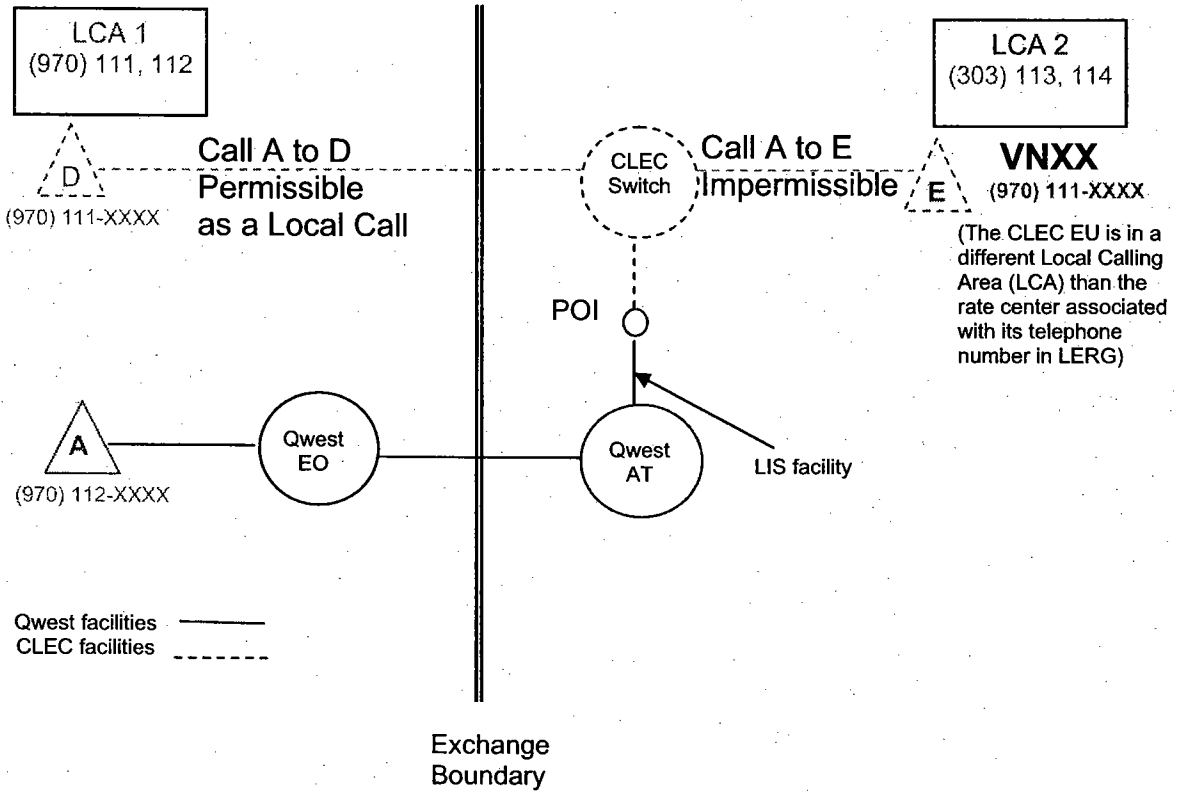 LCA 1
(970) 111, 112
LCA 2
(303) 113, 114
D
(970) 111-XXXX
Call A to D
Permissible
as a Local Call
CLEC
Switch
Call A to E
Impermissible
E
VNXX
(970) 111-XXXX
(The CLEC EU is in a
different Local Calling
Area (LCA) than the
rate center associated
with its telephone
number in LERG)
POI
A
(970) 112-XXXX
Qwest
EO
Qwest
AT
LIS facility
Qwest facilities
CLEC facilities
Exchange
Boundary